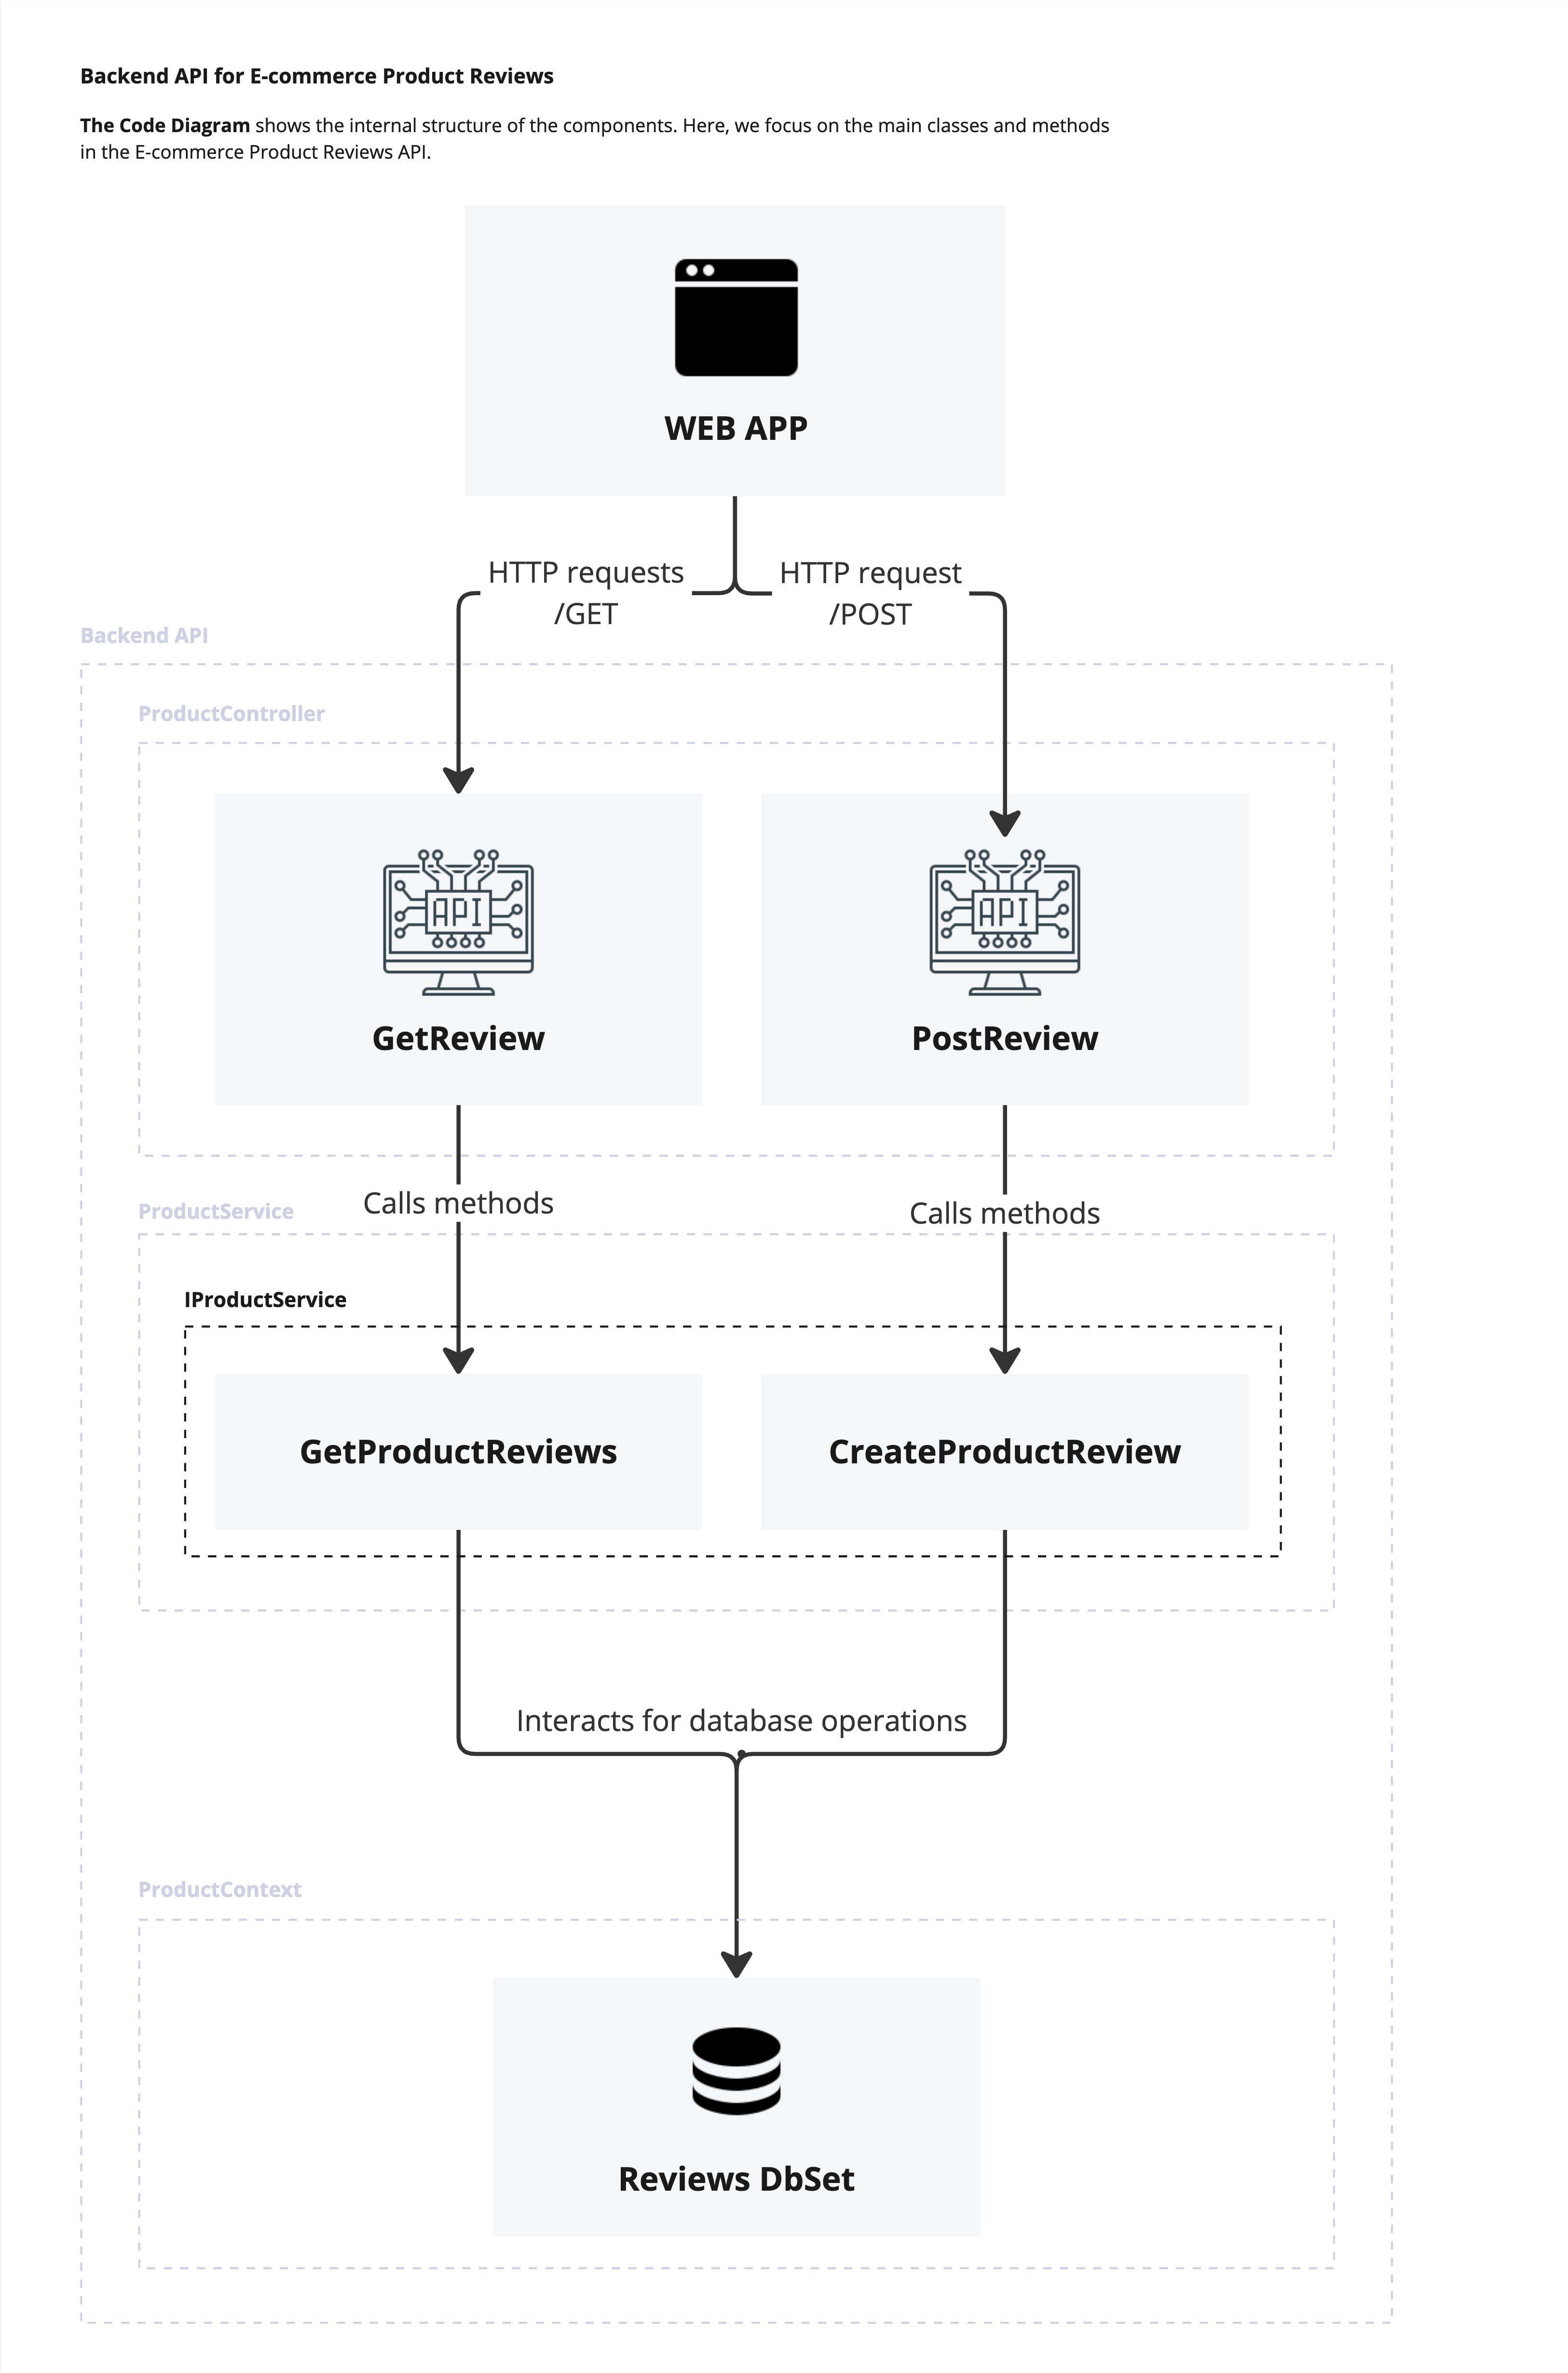 Backend API for E-commerce Product Reviews
The Code Diagram shows the internal structure of the components. Here, we focus on the main classes and methods
in the E-commerce Product Reviews API.
WEB APP
HTTP requests
/GET
HTTP request
/POST
Backend API
ProductController
API
API
GetReview
PostReview
Calls methods
Calls methods
ProductService
IProductService
GetProductReviews
CreateProductReview
Interacts for database operations
ProductContext
Reviews DbSet